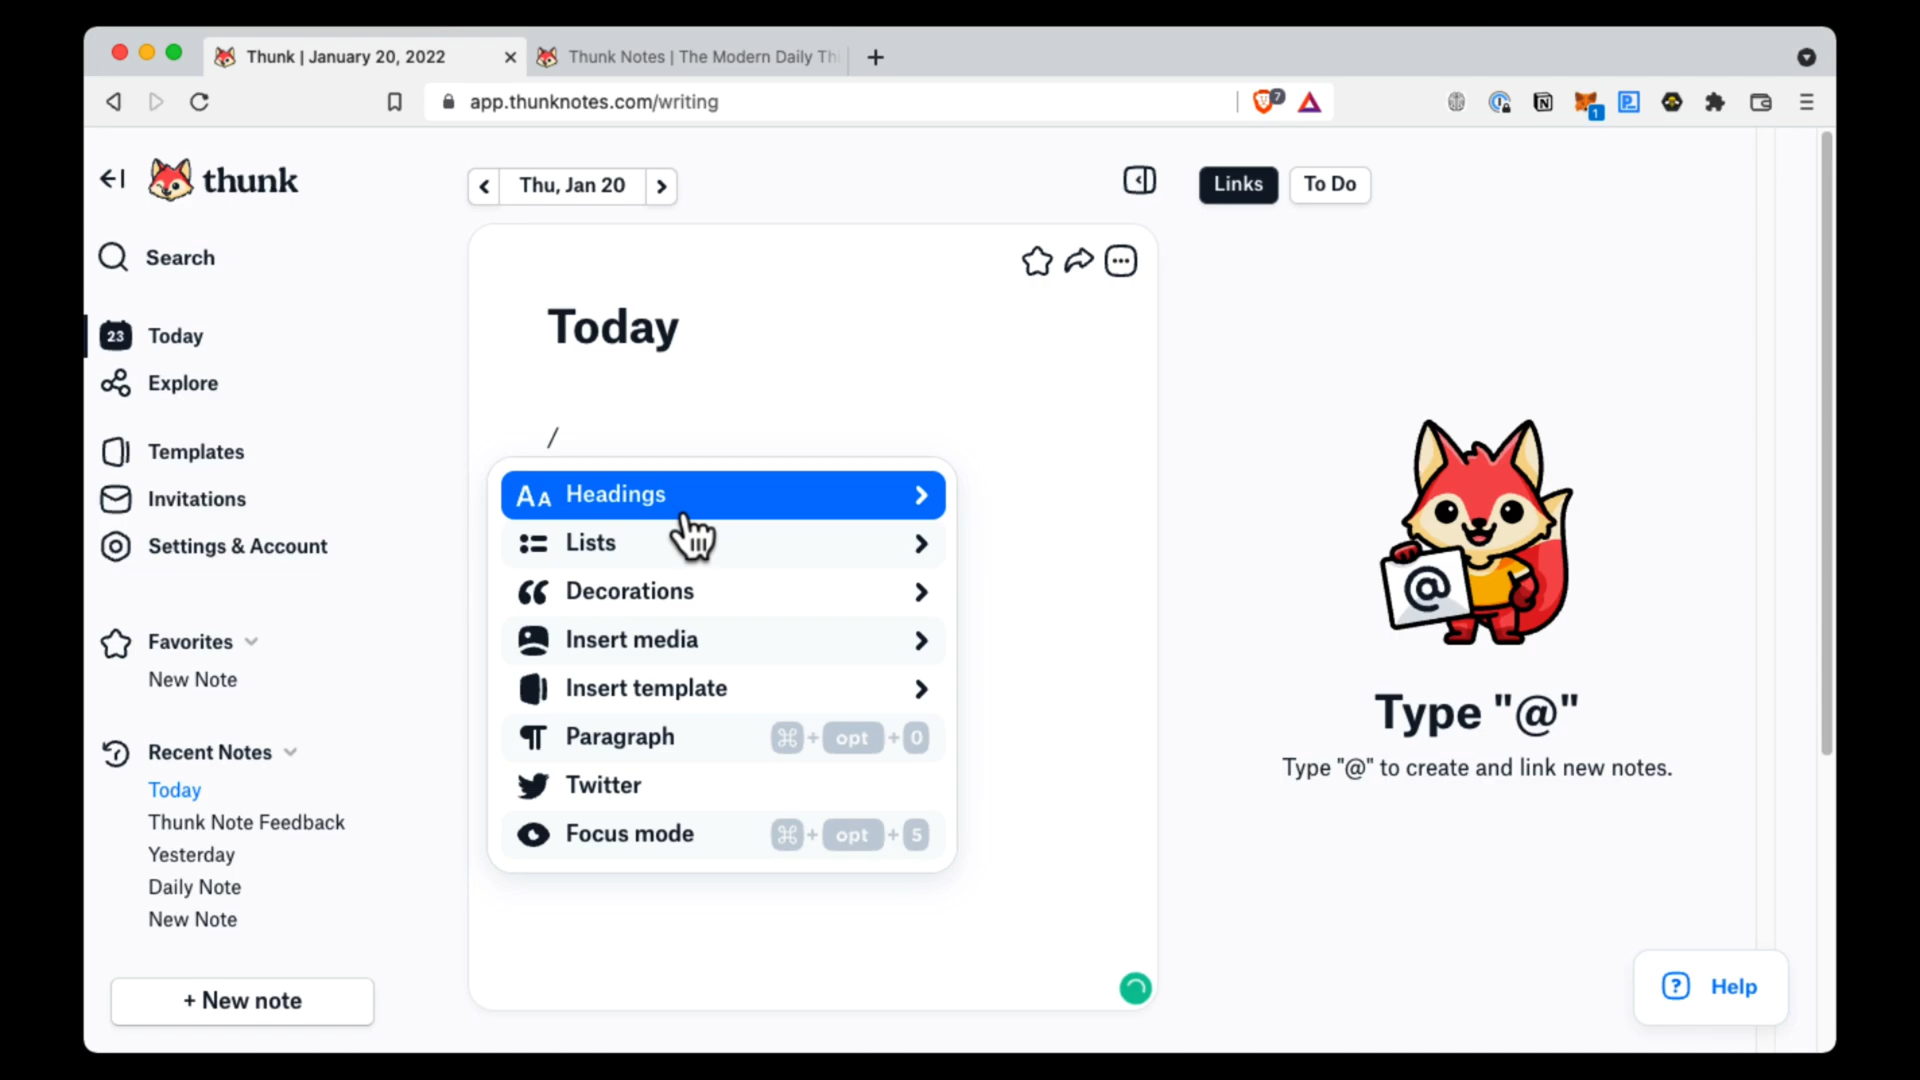 Thunk | January 20, 2022
Thunk Notes | The Modern Daily Th
app.thunknotes.com/writing
7
1
thunk
Thu, Jan 20
Links
To Do
Search
23
Today
Explore
Templates
Invitations
Settings & Account
Favorites
New Note
Recent Notes
Today
Thunk Note Feedback
Yesterday
Daily Note
New Note
+ New note
Today
/
AA Headings
Lists
Decorations
Insert media
Insert template
Paragraph ⌘ + opt + 0
Twitter
Focus mode ⌘ + opt + 5
@
Type "@"
Type "@" to create and link new notes.
? Help